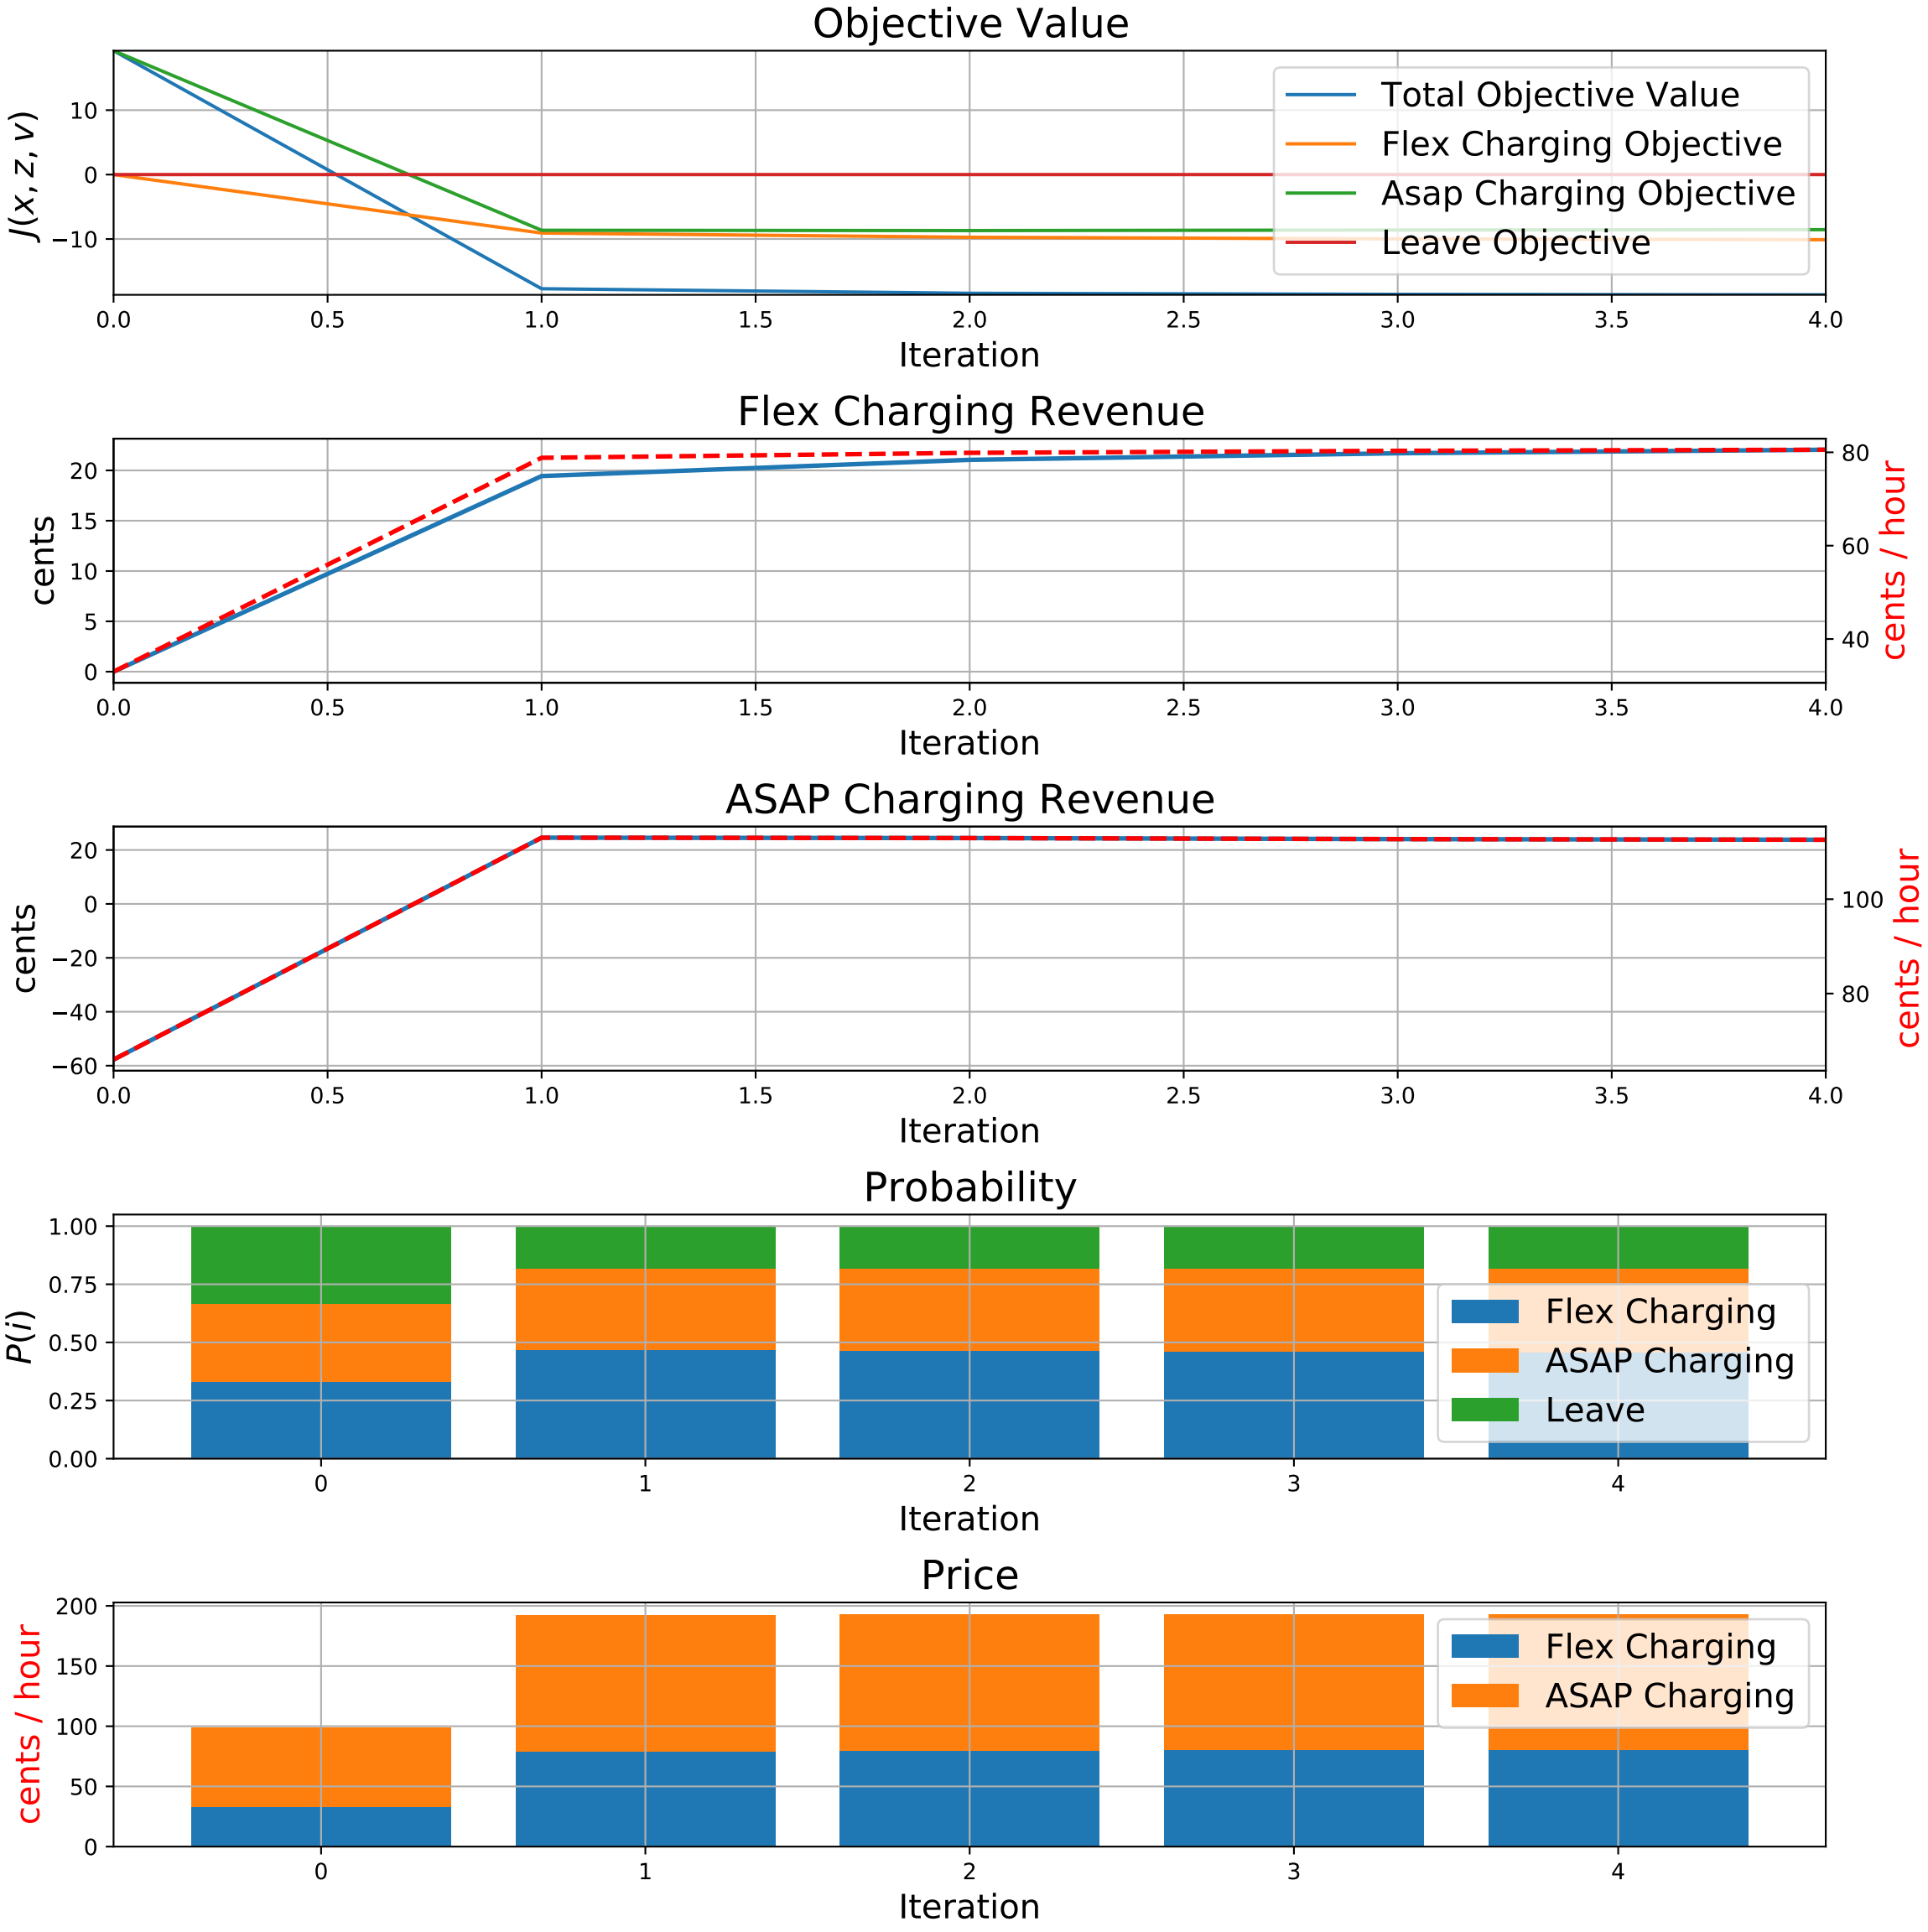 Objective Value
J(x, z, v)
10
0
−10
Total Objective Value
Flex Charging Objective
Asap Charging Objective
Leave Objective
0.0 0.5 1.0 1.5 2.0 2.5 3.0 3.5 4.0
Iteration
Flex Charging Revenue
cents
20
15
10
5
0
80
60
40
cents / hour
0.0 0.5 1.0 1.5 2.0 2.5 3.0 3.5 4.0
Iteration
ASAP Charging Revenue
cents
20
0
−20
−40
−60
100
80
cents / hour
0.0 0.5 1.0 1.5 2.0 2.5 3.0 3.5 4.0
Iteration
Probability
P(i)
1.00
0.75
0.50
0.25
0.00
Flex Charging
ASAP Charging
Leave
0 1 2 3 4
Iteration
Price
cents / hour
200
150
100
50
0
Flex Charging
ASAP Charging
0 1 2 3 4
Iteration